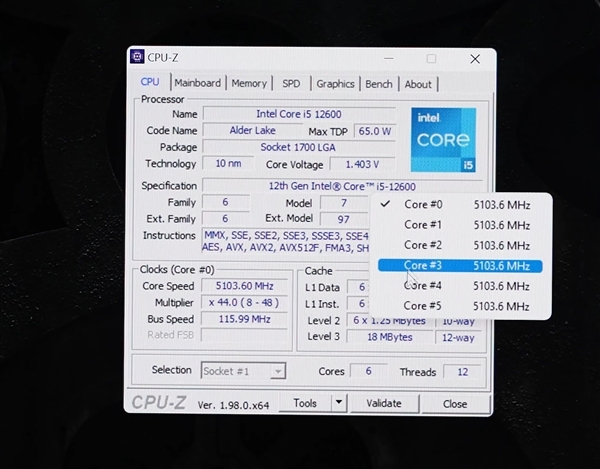 CPU-Z
CPU Mainboard Memory SPD Graphics Bench About
Processor
Name Intel Core i5 12600
Code Name Alder Lake Max TDP 65.0 W
Package Socket 1700 LGA
Technology 10 nm Core Voltage 1.403 V
intel
CORE
i5
Specification 12th Gen Intel® Core™ i5-12600
Family 6 Model 7
Ext. Family 6 Ext. Model 97
Instructions MMX, SSE, SSE2, SSE3, SSSE3, SSE4
AES, AVX, AVX2, AVX512F, FMA3, SH
Core #0 5103.6 MHz
Core #1 5103.6 MHz
Core #2 5103.6 MHz
Core #3 5103.6 MHz
Core #4 5103.6 MHz
Core #5 5103.6 MHz
Clocks (Core #0)
Core Speed 5103.60 MHz
Multiplier x 44.0 ( 8 - 48 )
Bus Speed 115.99 MHz
Rated FSB
Cache
L1 Data 6
L1 Inst. 6
Level 2 6 x 1.25 MBytes 10-way
Level 3 18 MBytes 12-way
Selection Socket #1 Cores 6 Threads 12
CPU-Z Ver. 1.98.0.x64 Tools Validate Close